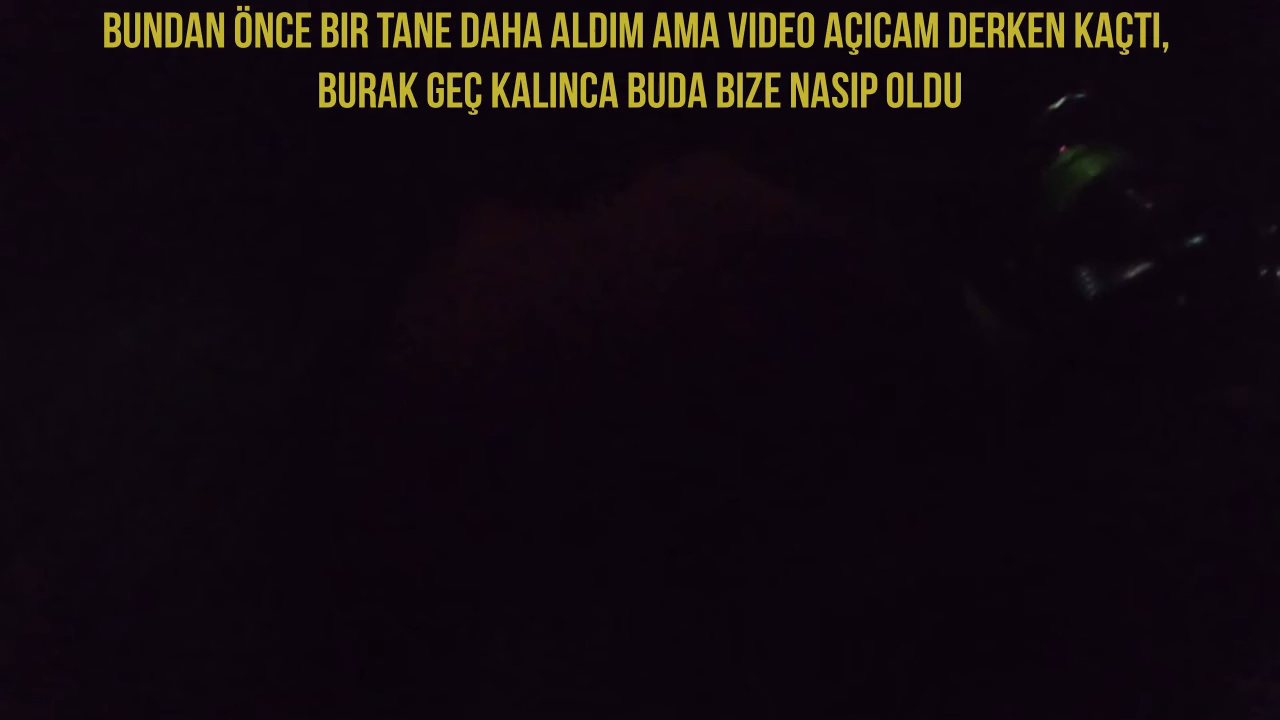 BUNDAN ÖNCE BIR TANE DAHA ALDIM AMA VIDEO AÇICAM DERKEN KAÇTI,
BURAK GEÇ KALINCA BUDA BIZE NASIP OLDU